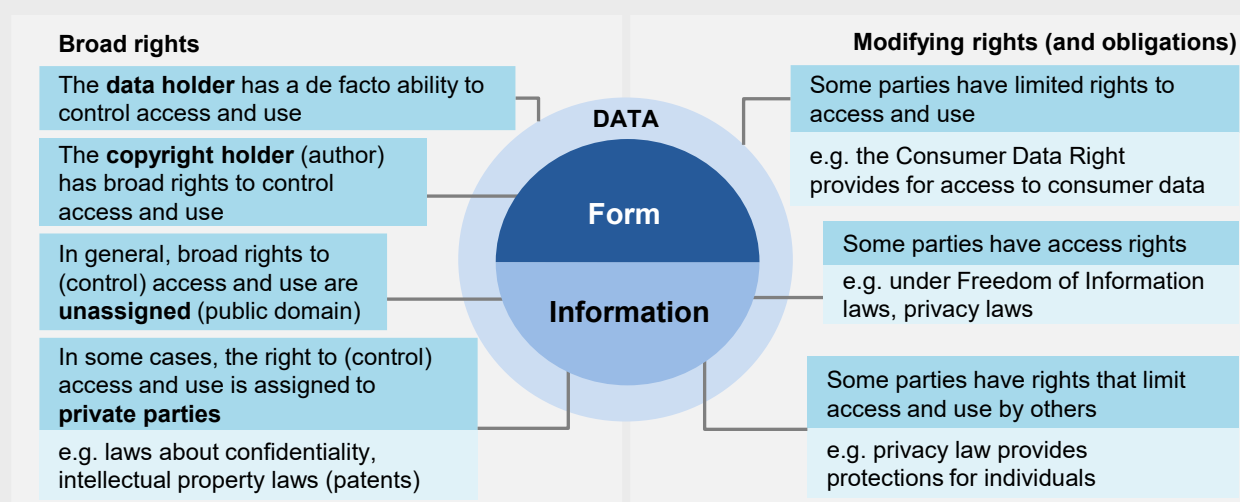 Broad rights
The data holder has a de facto ability to
control access and use
The copyright holder (author)
has broad rights to control
access and use
In general, broad rights to
(control) access and use are
unassigned (public domain)
In some cases, the right to (control)
access and use is assigned to
private parties
e.g. laws about confidentiality,
intellectual property laws (patents)
DATA
Form
Information
Modifying rights (and obligations)
Some parties have limited rights to
access and use
e.g. the Consumer Data Right
provides for access to consumer data
Some parties have access rights
e.g. under Freedom of Information
laws, privacy laws
Some parties have rights that limit
access and use by others
e.g. privacy law provides
protections for individuals